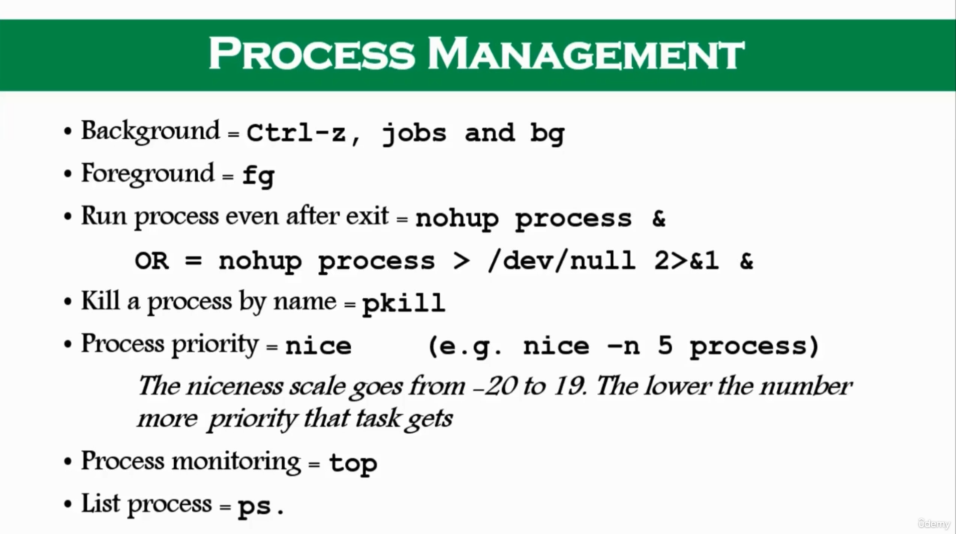 PROCESS MANAGEMENT
• Background = Ctrl-z, jobs and bg
• Foreground = fg
• Run process even after exit = nohup process &
OR = nohup process > /dev/null 2>&1 &
• Kill a process by name = pkill
• Process priority = nice (e.g. nice –n 5 process)
The niceness scale goes from –20 to 19. The lower the number
more priority that task gets
• Process monitoring = top
• List process = ps.
ûdemy